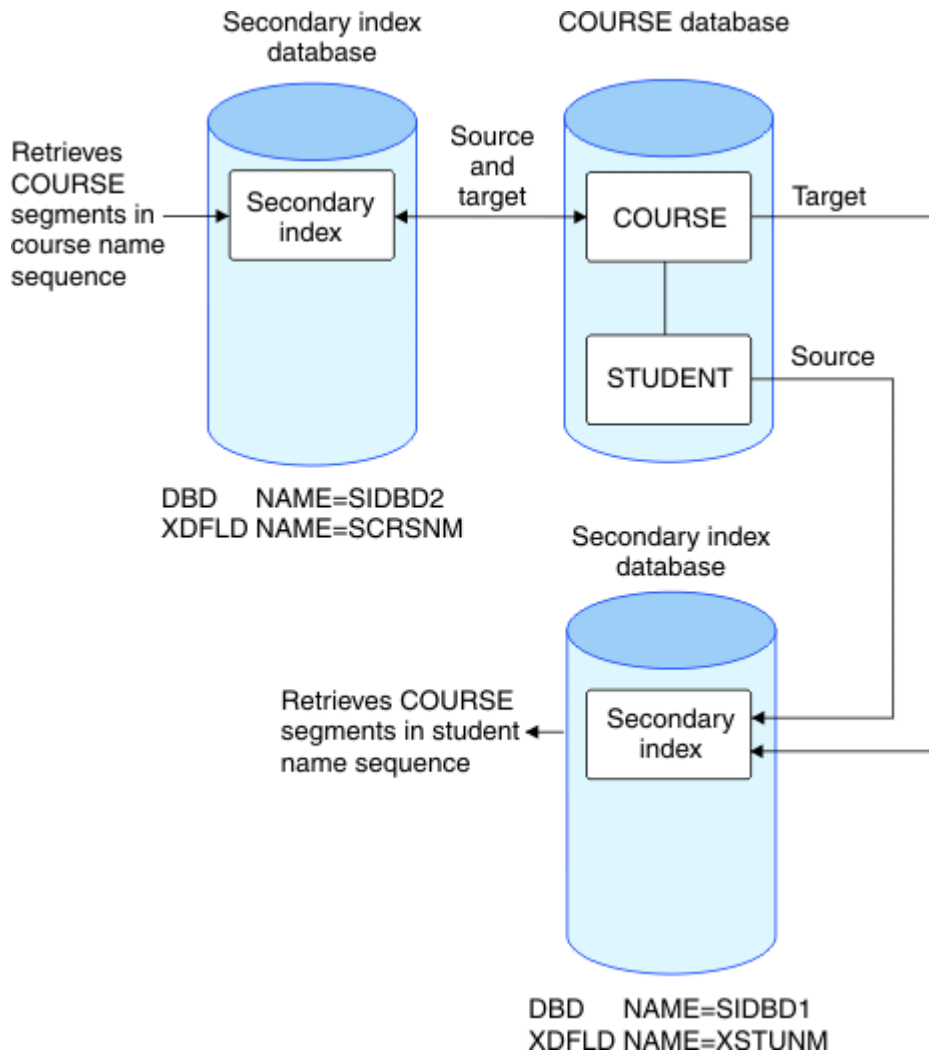 Secondary index
database
COURSE database
Retrieves
COURSE
segments in
course name
sequence
Secondary
index
Source
and
target
COURSE
Target
STUDENT
Source
DBD NAME=SIDBD2
XDFLD NAME=SCRSNM
Secondary index
database
Retrieves COURSE
segments in student
name sequence
Secondary
index
DBD NAME=SIDBD1
XDFLD NAME=XSTUNM